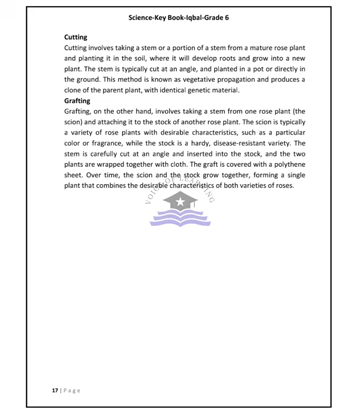 Science-Key Book-Iqbal-Grade 6
Cutting
Cutting involves taking a stem or a portion of a stem from a mature rose plant
and planting it in the soil, where it will develop roots and grow into a new
plant. The stem is typically cut at an angle, and planted in a pot or directly in
the ground. This method is known as vegetative propagation and produces a
clone of the parent plant, with identical genetic material.
Grafting
Grafting, on the other hand, involves taking a stem from one rose plant (the
scion) and attaching it to the stock of another rose plant. The scion is typically
a variety of rose plants with desirable characteristics, such as a particular
color or fragrance, while the stock is a hardy, disease-resistant variety. The
stem is carefully cut at an angle and inserted into the stock, and the two
plants are wrapped together with cloth. The graft is covered with a polythene
sheet. Over time, the scion and the stock grow together, forming a single
plant that combines the desirable characteristics of both varieties of roses.
VOICE OF LEARNING
17 | Page